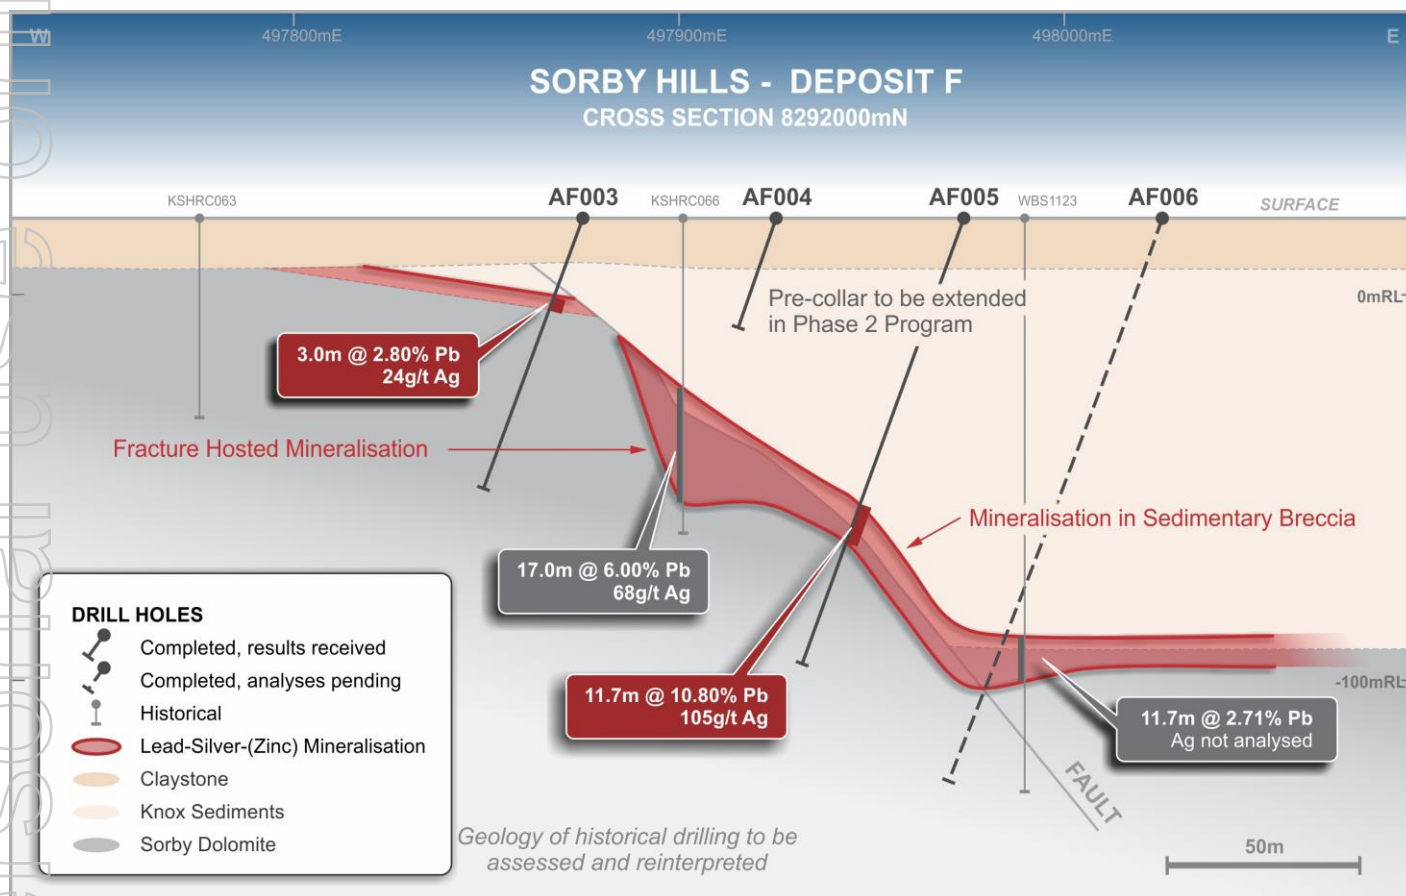 W
497800mE
497900mE
498000mE
E
SORBY HILLS - DEPOSIT F
CROSS SECTION 8292000mN
KSHRC063
AF003
KSHRC066
AF004
AF005
WBS1123
AF006
SURFACE
Pre-collar to be extended
in Phase 2 Program
0mRL
3.0m @ 2.80% Pb
24g/t Ag
Fracture Hosted Mineralisation
Mineralisation in Sedimentary Breccia
17.0m @ 6.00% Pb
68g/t Ag
11.7m @ 10.80% Pb
105g/t Ag
-100mRL
11.7m @ 2.71% Pb
Ag not analysed
FAULT
DRILL HOLES
Completed, results received
Completed, analyses pending
Historical
Lead-Silver-(Zinc) Mineralisation
Claystone
Knox Sediments
Sorby Dolomite
Geology of historical drilling to be
assessed and reinterpreted
50m